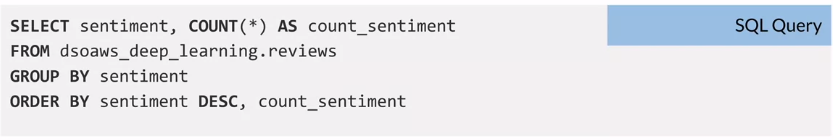 SELECT sentiment, COUNT(*) AS count_sentiment
SQL Query
FROM dsoaws_deep_learning.reviews
GROUP BY sentiment
ORDER BY sentiment DESC, count_sentiment